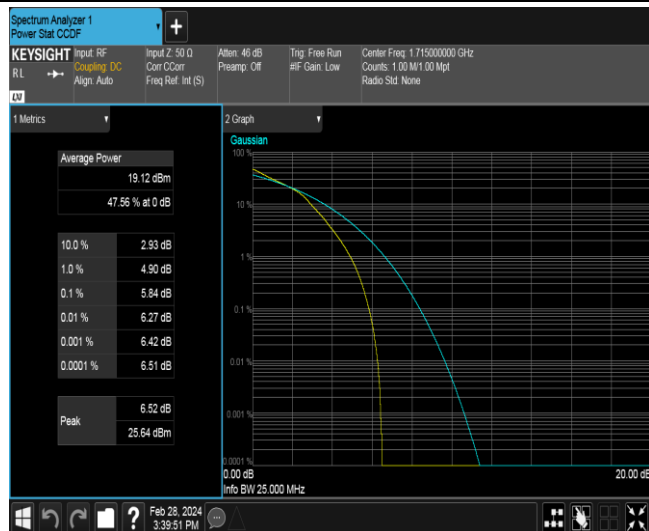 Spectrum Analyzer 1
Power Stat CCDF
+
KEYSIGHT
RL
Input: RF
Coupling: DC
Align: Auto
Input Z: 50 Ω
Corr CCorr
Freq Ref: Int (S)
Atten: 46 dB
Preamp: Off
Trig: Free Run
#IF Gain: Low
Center Freq: 1.715000000 GHz
Counts: 1.00 M/1.00 Mpt
Radio Std: None
1 Metrics
Average Power
19.12 dBm
47.56 % at 0 dB
10.0 % 2.93 dB
1.0 % 4.90 dB
0.1 % 5.84 dB
0.01 % 6.27 dB
0.001 % 6.42 dB
0.0001 % 6.51 dB
Peak
6.52 dB
25.64 dBm
2 Graph
Gaussian
100 %
10 %
1 %
0.1 %
0.01 %
0.001 %
0.0001 %
0.00 dB
20.00 dB
Info BW 25.000 MHz
?
Feb 28, 2024
3:39:51 PM